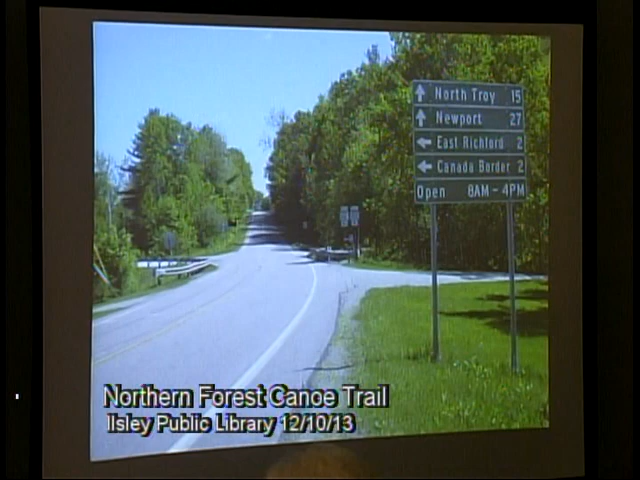 North Troy 15
Newport 27
East Richford 2
Canada Border 2
Open 8AM - 4PM
Northern Forest Canoe Trail
Ilsley Public Library 12/10/13